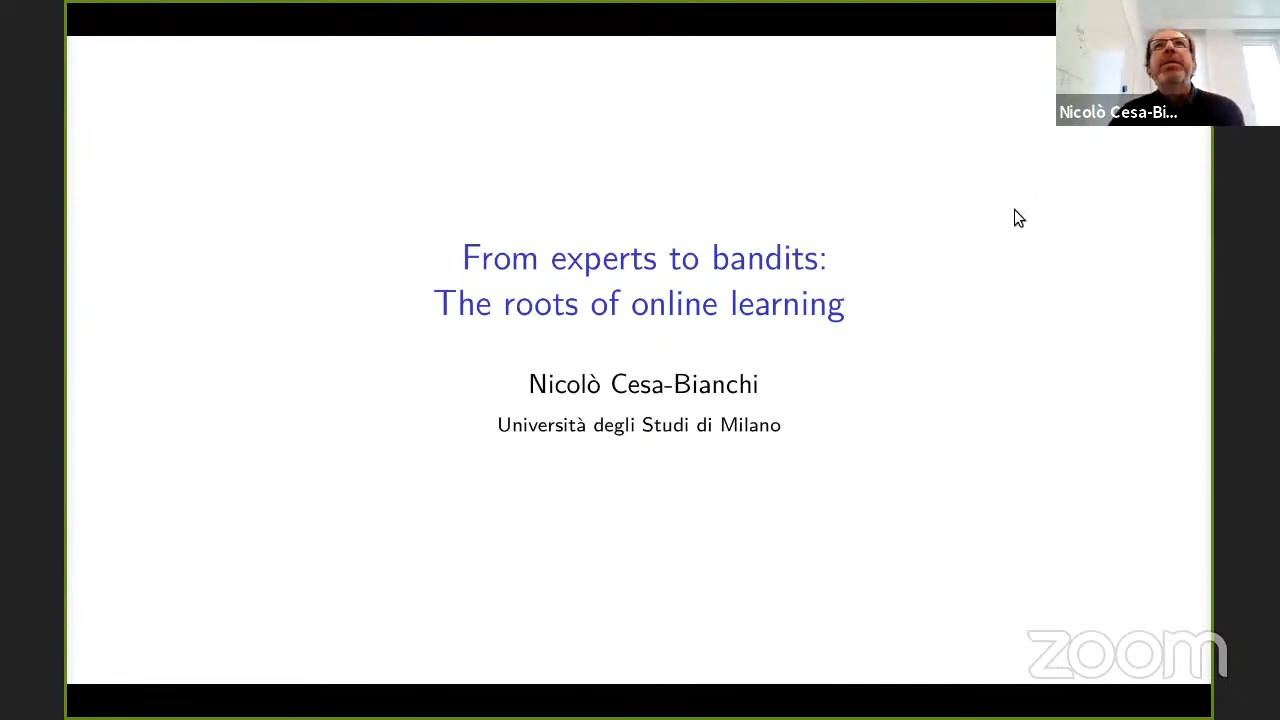 Nicolò Cesa-Bi...
From experts to bandits:
The roots of online learning
Nicolò Cesa-Bianchi
Università degli Studi di Milano
zoom